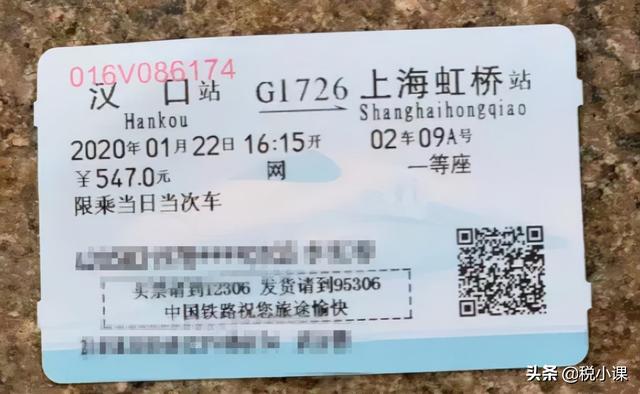 016V086174
汉口站 G1726 上海虹桥站
Hankou Shanghaihongqiao
2020年01月22日 16:15开 02车09A号
¥547.0元 网 一等座
限乘当日当次车
买票请到12306 发货请到95306
中国铁路祝您旅途愉快
头条 @税小课